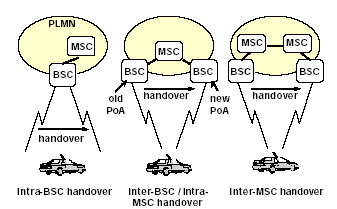 PLMN
MSC
BSC
handover
Intra-BSC handover
MSC
BSC
BSC
handover
old
PoA
new
PoA
Inter-BSC / Intra-
MSC handover
MSC
MSC
BSC
BSC
handover
Inter-MSC handover